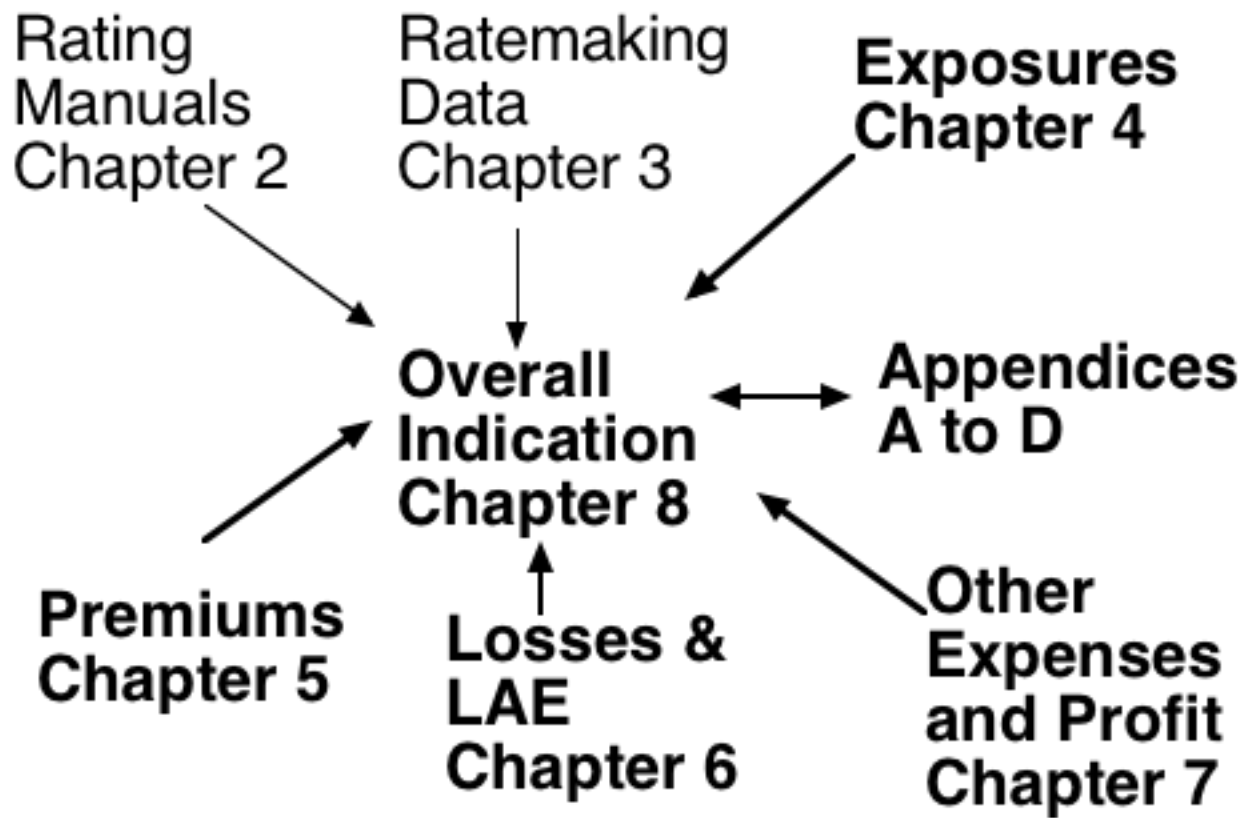 Rating
Manuals
Chapter 2
Ratemaking
Data
Chapter 3
Exposures
Chapter 4
Overall
Indication
Chapter 8
Appendices
A to D
Premiums
Chapter 5
Losses &
LAE
Chapter 6
Other
Expenses
and Profit
Chapter 7